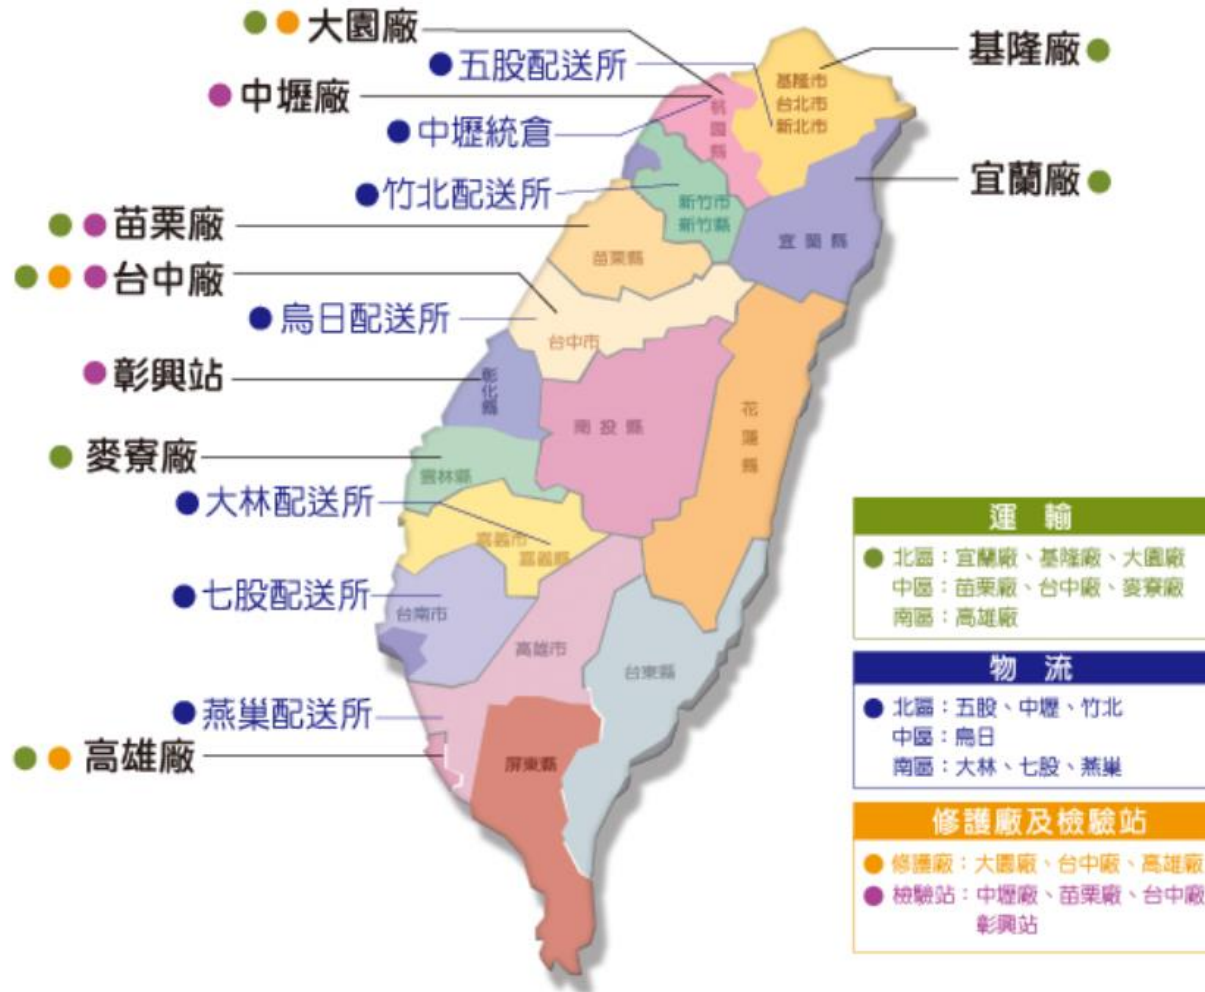 大園廠
五股配送所
基隆廠
中壢廠
中壢統倉
基隆市
台北市
新北市
桃園縣
竹北配送所
宜蘭廠
新竹市
新竹縣
苗栗廠
宜蘭縣
苗栗縣
台中廠
烏日配送所
台中市
彰興站
彰化縣
花蓮縣
南投縣
麥寮廠
雲林縣
大林配送所
嘉義市
嘉義縣
七股配送所
台南市
高雄市
台東縣
燕巢配送所
高雄廠
屏東縣
運 輸
北區：宜蘭廠、基隆廠、大園廠
中區：苗栗廠、台中廠、麥寮廠
南區：高雄廠
物 流
北區：五股、中壢、竹北
中區：烏日
南區：大林、七股、燕巢
修護廠及檢驗站
修護廠：大園廠、台中廠、高雄廠
檢驗站：中壢廠、苗栗廠、台中廠
彰興站